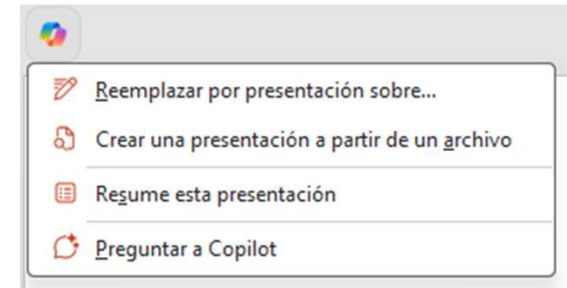 Reemplazar por presentación sobre...
Crear una presentación a partir de un archivo
Resume esta presentación
Preguntar a Copilot